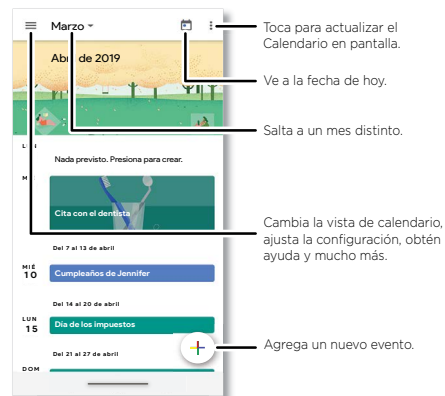 Marzo
Abr de 2019
L I
Nada previsto. Presiona para crear.
M
Cita con el dentista
Del 7 al 13 de abril
MIÉ
10
Cumpleaños de Jennifer
Del 14 al 20 de abril
LUN
15
Día de los impuestos
Del 21 al 27 de abril
DOM
Toca para actualizar el
Calendario en pantalla.
Ve a la fecha de hoy.
Salta a un mes distinto.
Cambia la vista de calendario,
ajusta la configuración, obtén
ayuda y mucho más.
Agrega un nuevo evento.